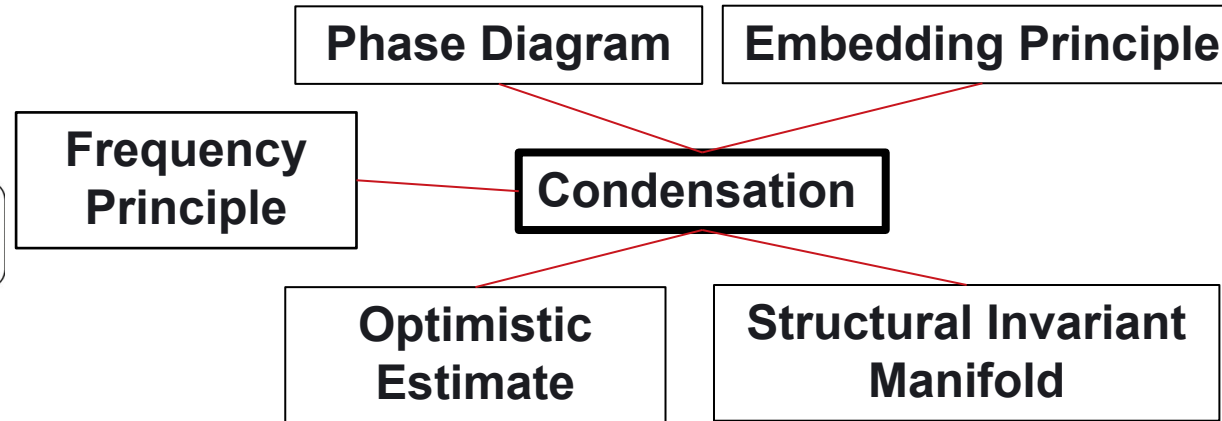 Phase Diagram
Embedding Principle
Frequency
Principle
Condensation
Optimistic
Estimate
Structural Invariant
Manifold